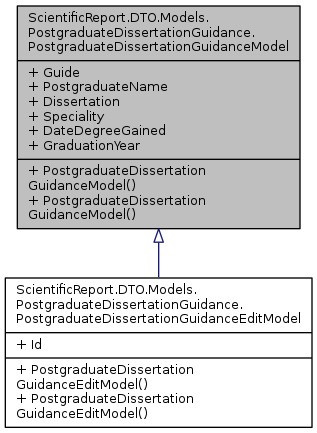 ScientificReport.DTO.Models.
PostgraduateDissertationGuidance.
PostgraduateDissertationGuidanceModel
+ Guide
+ PostgraduateName
+ Dissertation
+ Speciality
+ DateDegreeGained
+ GraduationYear
+ PostgraduateDissertation
GuidanceModel()
+ PostgraduateDissertation
GuidanceModel()
ScientificReport.DTO.Models.
PostgraduateDissertationGuidance.
PostgraduateDissertationGuidanceEditModel
+ Id
+ PostgraduateDissertation
GuidanceEditModel()
+ PostgraduateDissertation
GuidanceEditModel()